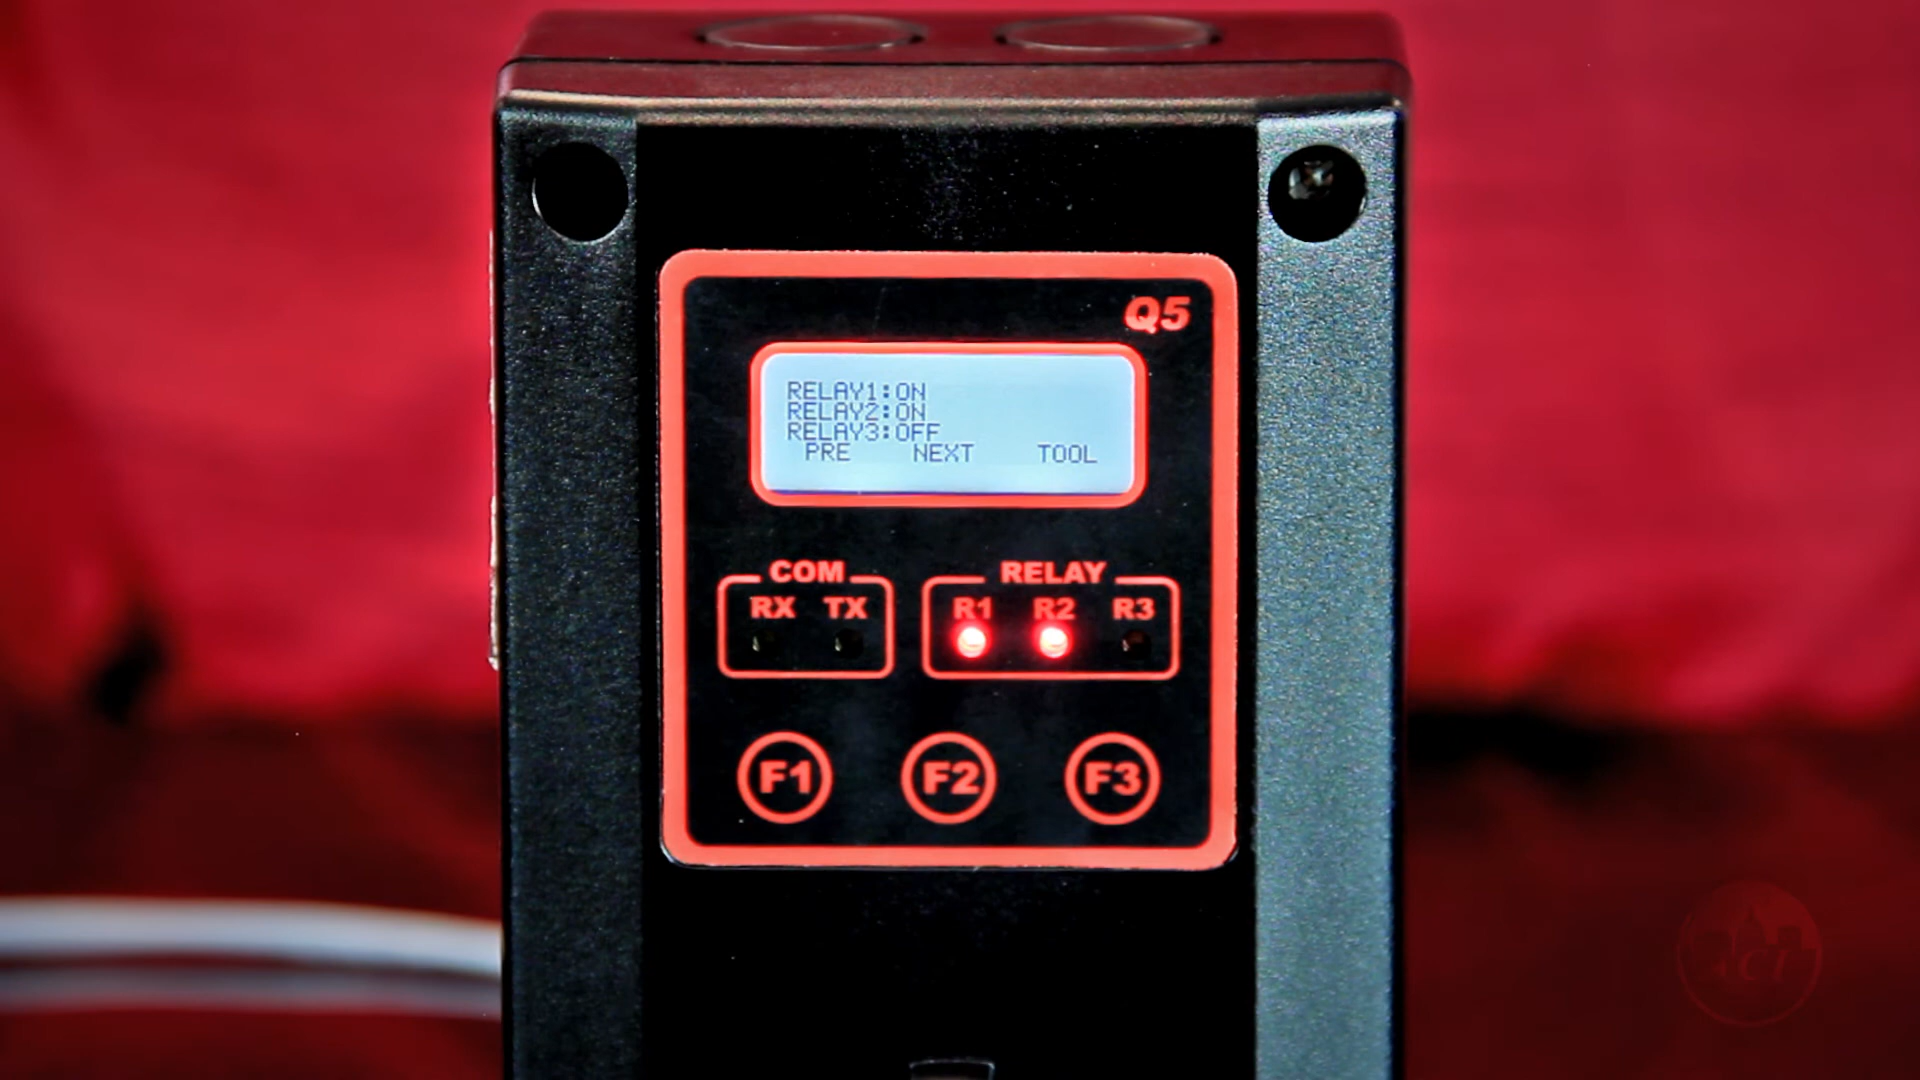 Q5
RELAY1:ON
RELAY2:ON
RELAY3:OFF
PRE NEXT TOOL
COM
RX TX
RELAY
R1 R2 R3
F1 F2 F3
ACI